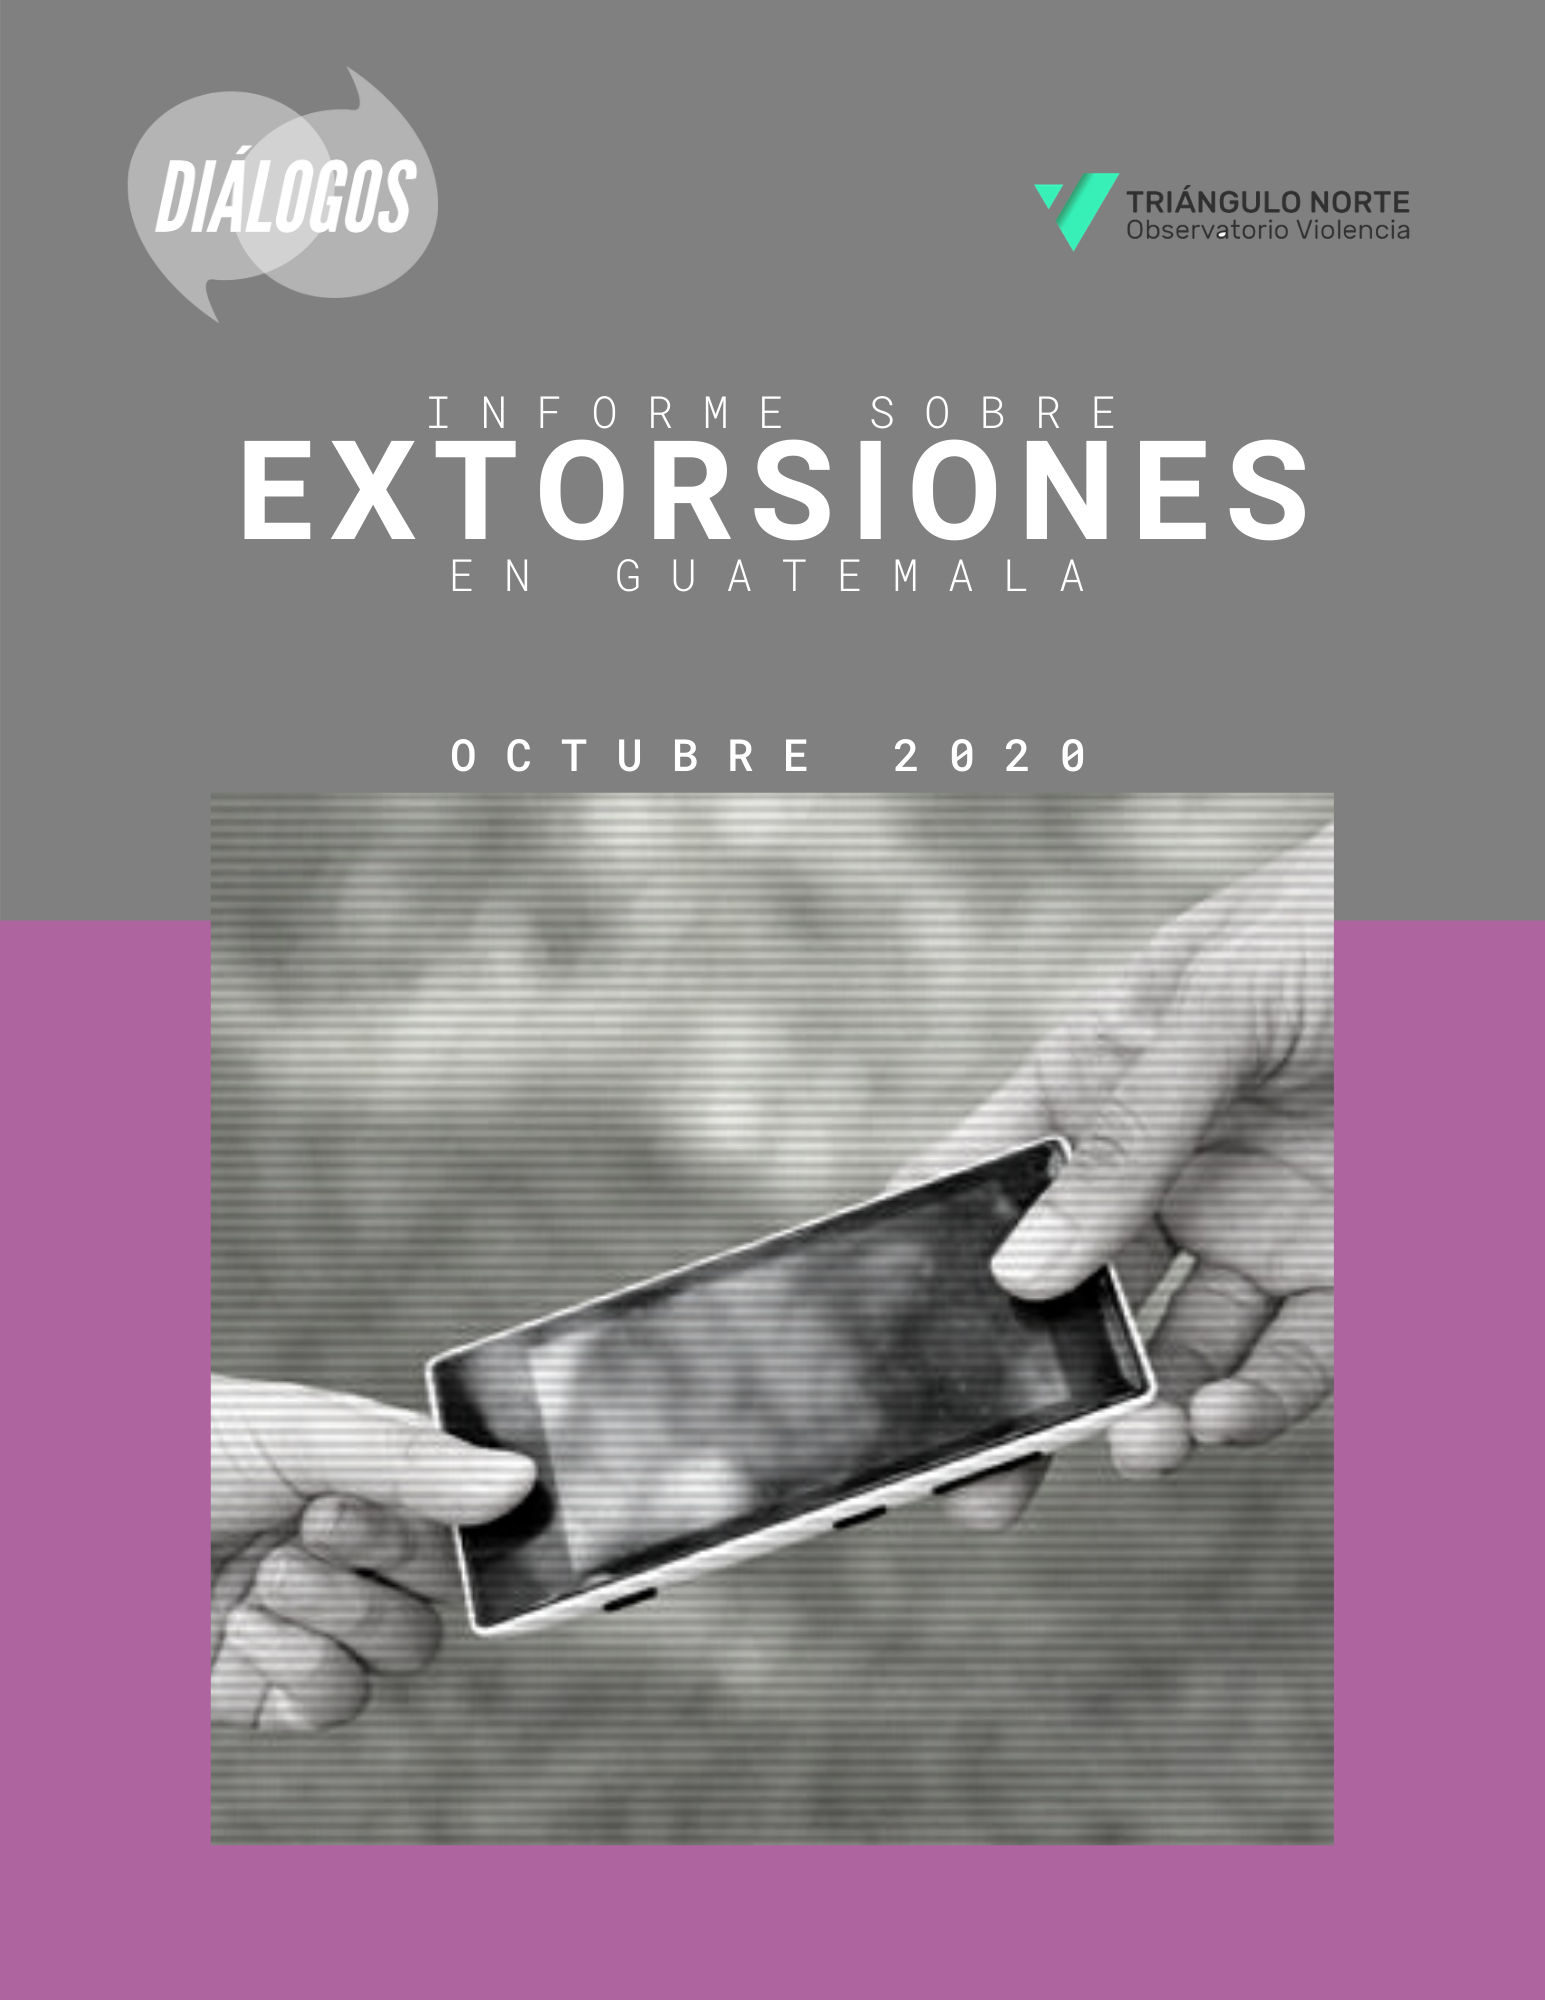 DIÁLOGOS
TRIÁNGULO NORTE
Observatorio Violencia
INFORME SOBRE
EXTORSIONES
EN GUATEMALA
OCTUBRE 2020